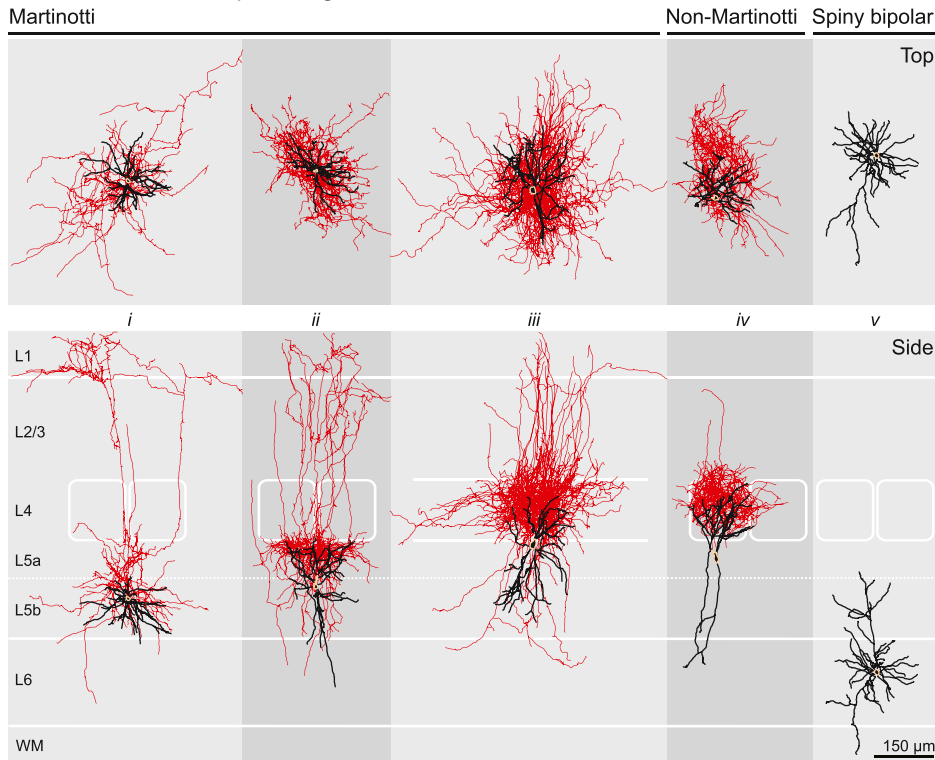 Martinotti
Non-Martinotti
Spiny bipolar
Top
i
ii
iii
iv
v
Side
L1
L2/3
L4
L5a
L5b
L6
WM
150 µm